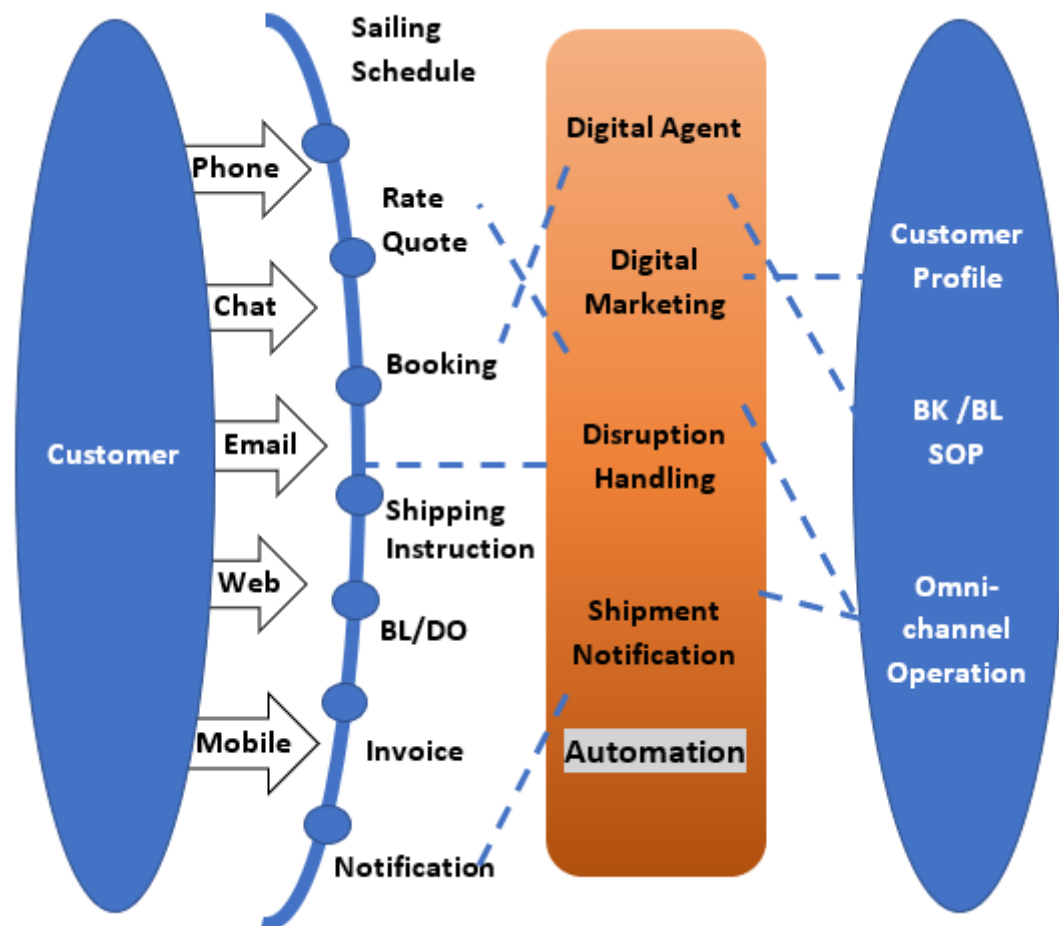 Customer
Phone
Chat
Email
Web
Mobile
Sailing
Schedule
Rate
Quote
Booking
Shipping
Instruction
BL/DO
Invoice
Notification
Digital Agent
Digital
Marketing
Disruption
Handling
Shipment
Notification
Automation
Customer
Profile
BK /BL
SOP
Omni-
channel
Operation